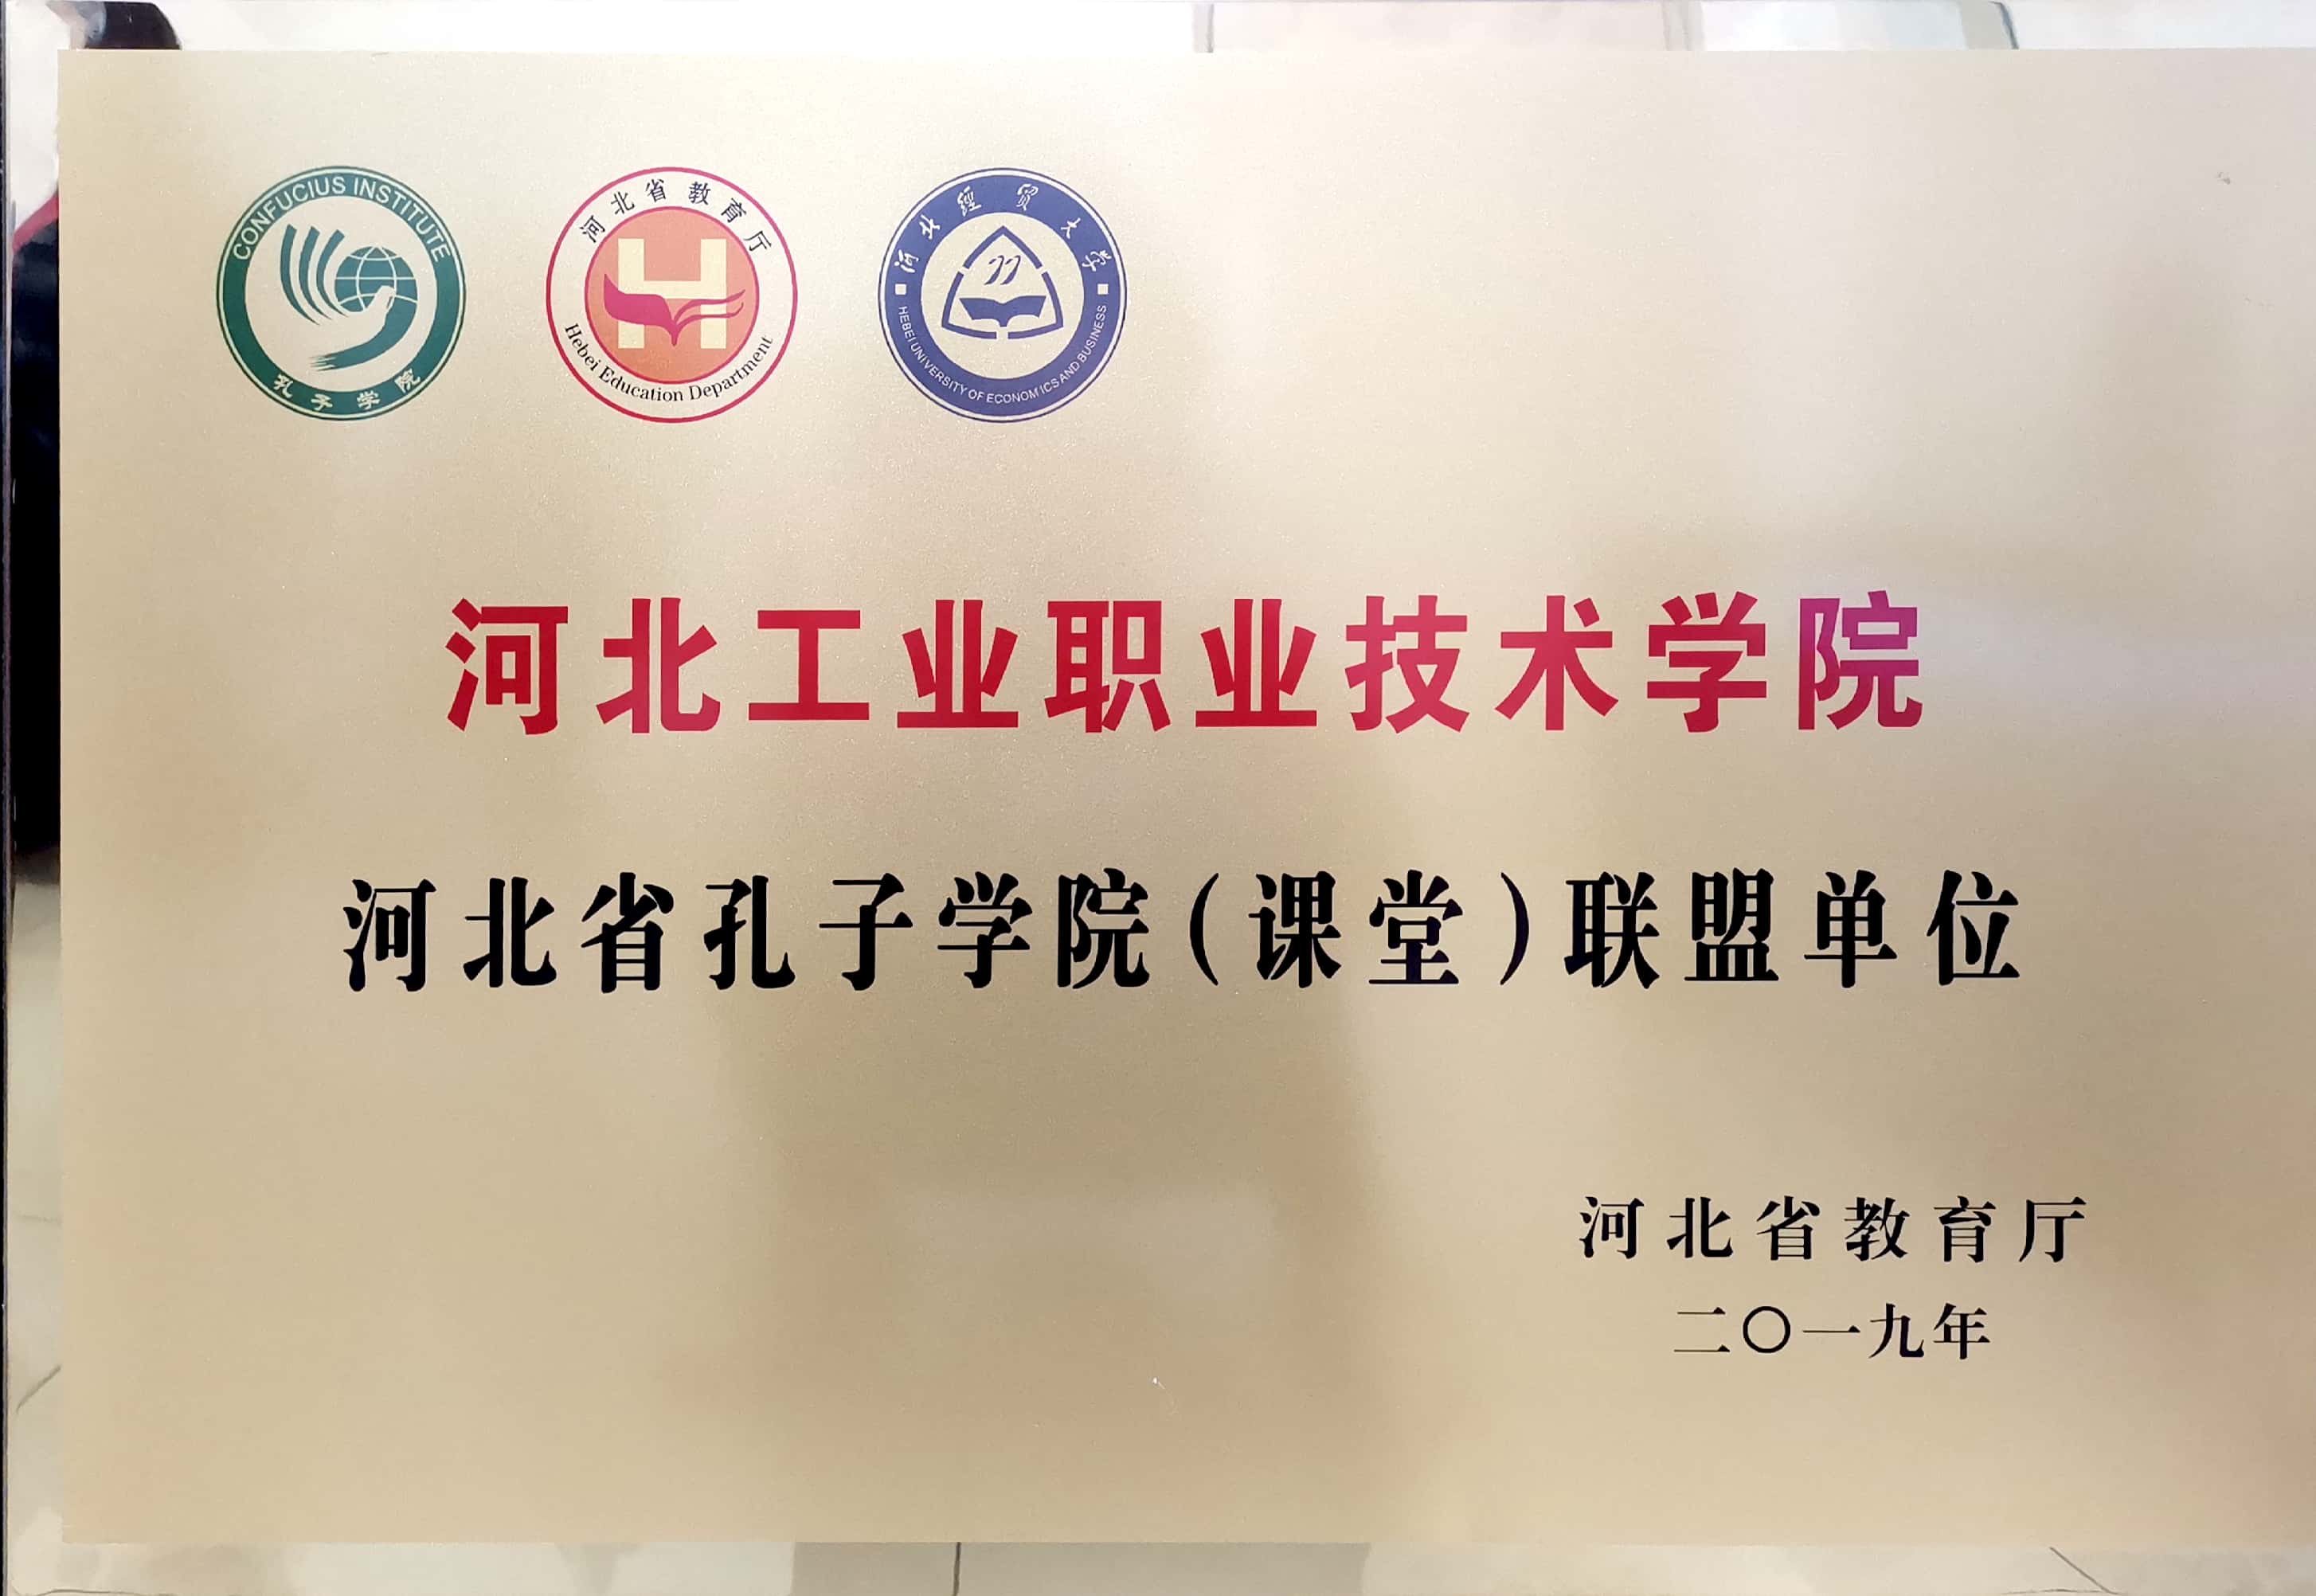 CONFUCIUS INSTITUTE
孔子学院
河北省教育厅
Hebei Education Department
河北经贸大学
HEBEI UNIVERSITY OF ECONOMICS AND BUSINESS
河北工业职业技术学院
河北省孔子学院(课堂)联盟单位
河北省教育厅
二〇一九年